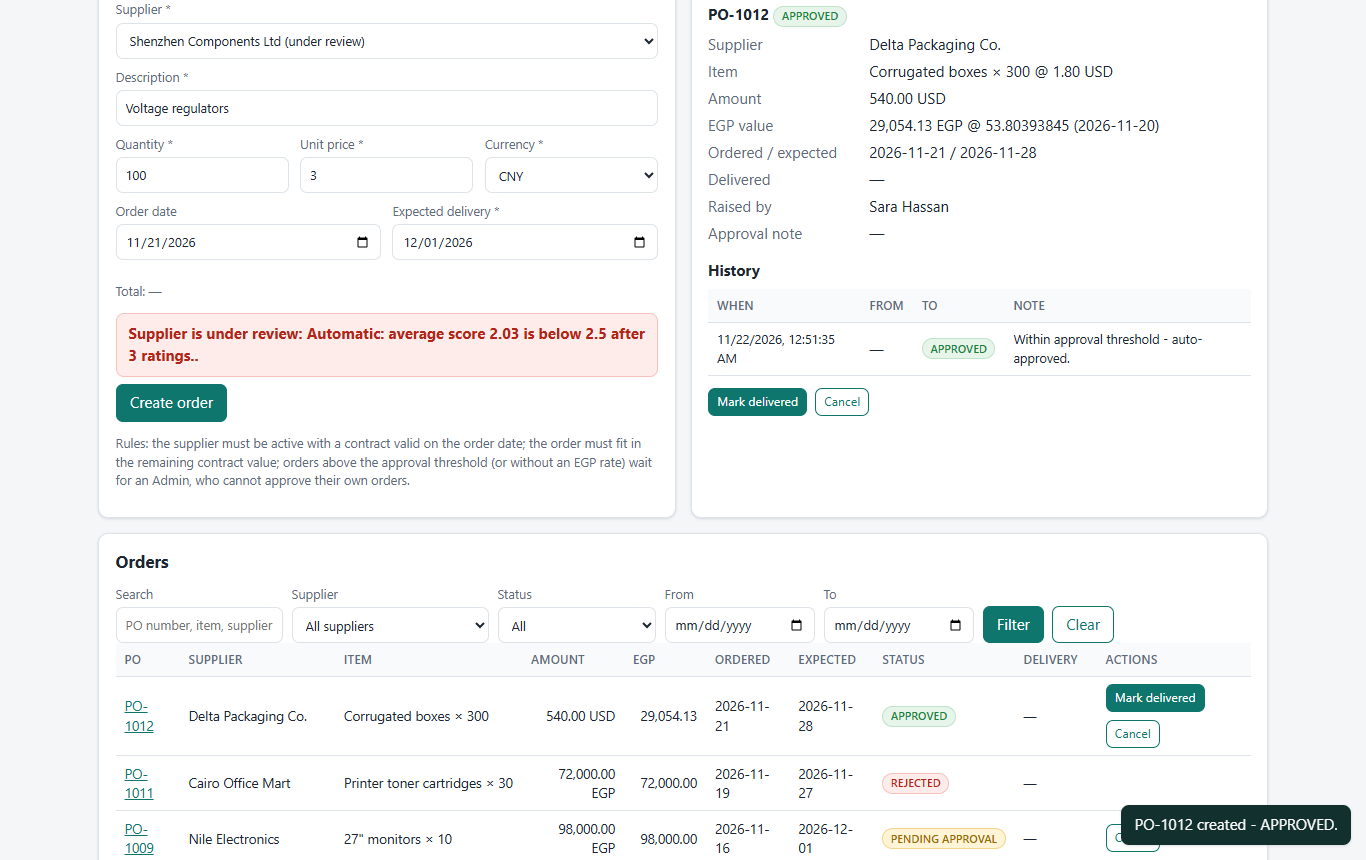 Supplier *
Shenzhen Components Ltd (under review)
Description *
Voltage regulators
Quantity *
Unit price *
Currency *
100
3
CNY
Order date
Expected delivery *
11/21/2026
12/01/2026
Total: —
Supplier is under review: Automatic: average score 2.03 is below 2.5 after
3 ratings..
Create order
Rules: the supplier must be active with a contract valid on the order date; the order must fit in
the remaining contract value; orders above the approval threshold (or without an EGP rate) wait
for an Admin, who cannot approve their own orders.
PO-1012 APPROVED
Supplier Delta Packaging Co.
Item Corrugated boxes × 300 @ 1.80 USD
Amount 540.00 USD
EGP value 29,054.13 EGP @ 53.80393845 (2026-11-20)
Ordered / expected 2026-11-21 / 2026-11-28
Delivered —
Raised by Sara Hassan
Approval note —
History
WHEN FROM TO NOTE
11/22/2026, 12:51:35
AM
—
APPROVED
Within approval threshold - auto-
approved.
Mark delivered Cancel
Orders
Search Supplier Status From To
PO number, item, supplier All suppliers All mm/dd/yyyy mm/dd/yyyy Filter Clear
PO SUPPLIER ITEM AMOUNT EGP ORDERED EXPECTED STATUS DELIVERY ACTIONS
PO-
1012
Delta Packaging Co.
Corrugated boxes × 300
540.00 USD
29,054.13
2026-11-
21
2026-11-
28
APPROVED
—
Mark delivered
Cancel
PO-
1011
Cairo Office Mart
Printer toner cartridges × 30
72,000.00
EGP
72,000.00
2026-11-
19
2026-11-
27
REJECTED
—
PO-
1009
Nile Electronics
27" monitors × 10
98,000.00
EGP
98,000.00
2026-11-
16
2026-12-
01
PENDING APPROVAL
—
PO-1012 created - APPROVED.